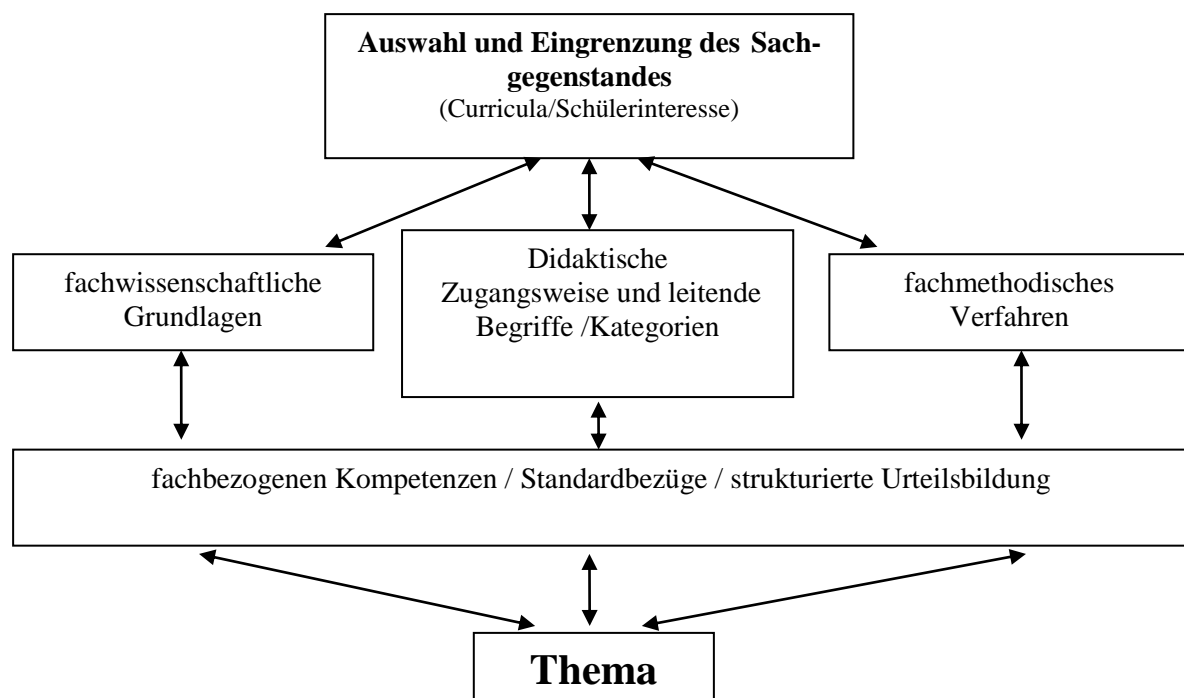 Auswahl und Eingrenzung des Sach-
gegenstandes
(Curricula/Schülerinteresse)
fachwissenschaftliche
Grundlagen
Didaktische
Zugangsweise und leitende
Begriffe /Kategorien
fachmethodisches
Verfahren
fachbezogenen Kompetenzen / Standardbezüge / strukturierte Urteilsbildung
Thema